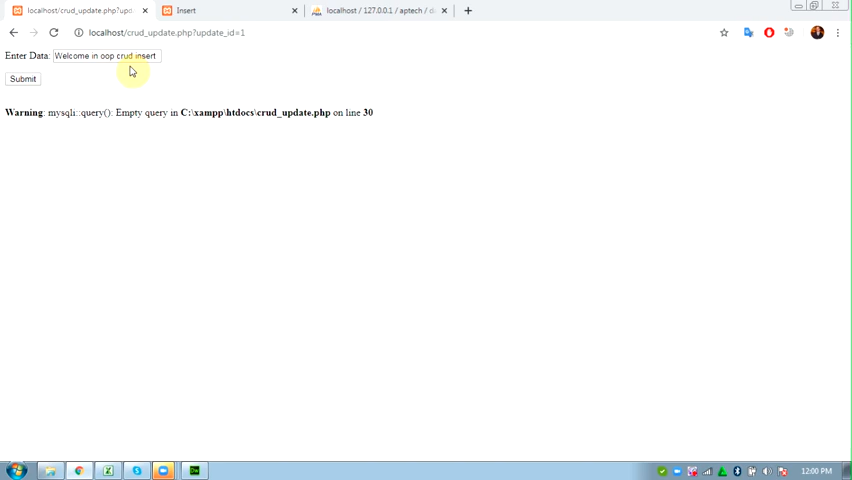 localhost/crud_update.php?upd
Insert
localhost / 127.0.0.1 / aptech / d
localhost/crud_update.php?update_id=1
Enter Data: Welcome in oop crud insert
Submit
Warning: mysqli::query(): Empty query in C:\xampp\htdocs\crud_update.php on line 30
12:00 PM